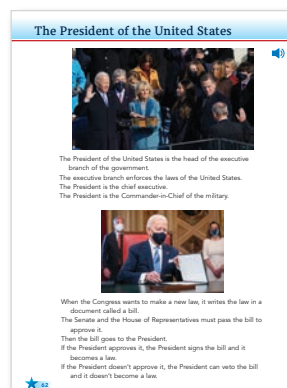 The President of the United States
The President of the United States is the head of the executive
branch of the government.
The executive branch enforces the laws of the United States.
The President is the chief executive.
The President is the Commander-in-Chief of the military.
When the Congress wants to make a new law, it writes the law in a
document called a bill.
The Senate and the House of Representatives must pass the bill to
approve it.
Then the bill goes to the President.
If the President approves it, the President signs the bill and it
becomes a law.
If the President doesn't approve it, the President can veto the bill
and it doesn't become a law.
62